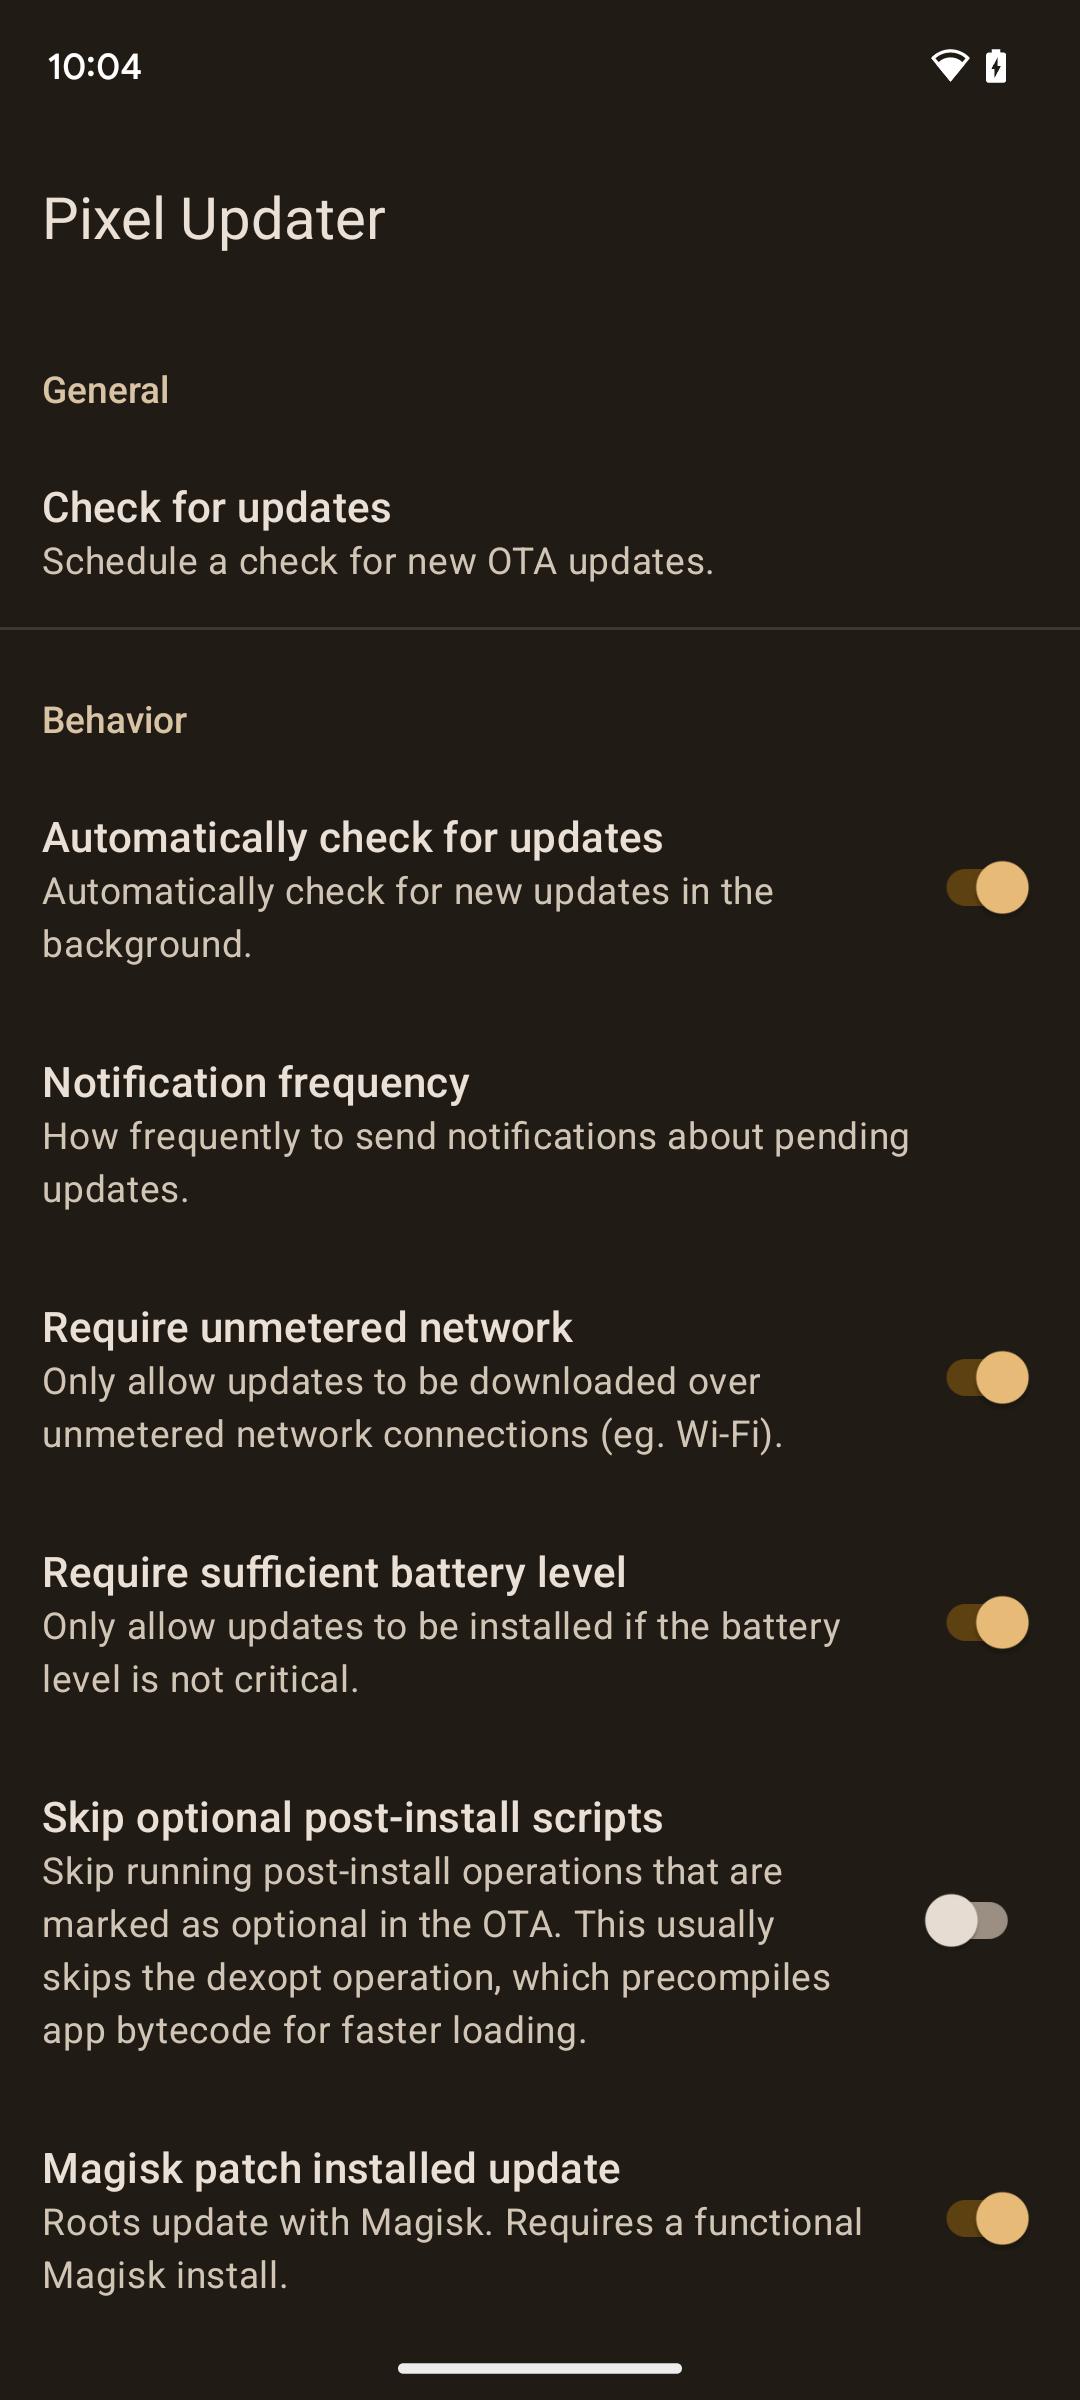 10:04
Pixel Updater
General
Check for updates
Schedule a check for new OTA updates.
Behavior
Automatically check for updates
Automatically check for new updates in the
background.
Notification frequency
How frequently to send notifications about pending
updates.
Require unmetered network
Only allow updates to be downloaded over
unmetered network connections (eg. Wi-Fi).
Require sufficient battery level
Only allow updates to be installed if the battery
level is not critical.
Skip optional post-install scripts
Skip running post-install operations that are
marked as optional in the OTA. This usually
skips the dexopt operation, which precompiles
app bytecode for faster loading.
Magisk patch installed update
Roots update with Magisk. Requires a functional
Magisk install.